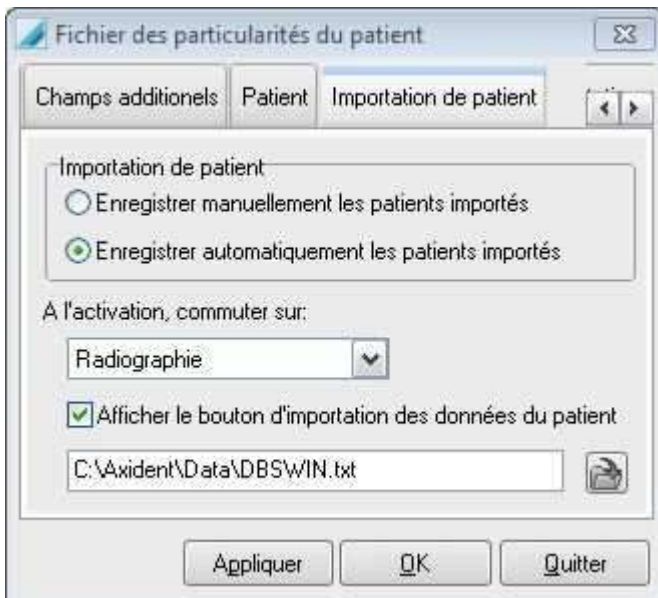 Fichier des particularités du patient
Champs additionels Patient Importation de patient
Importation de patient
Enregistrer manuellement les patients importés
Enregistrer automatiquement les patients importés
A l'activation, commuter sur:
Radiographie
Afficher le bouton d'importation des données du patient
C:\Axident\Data\DBSWIN.txt
Appliquer OK Quitter